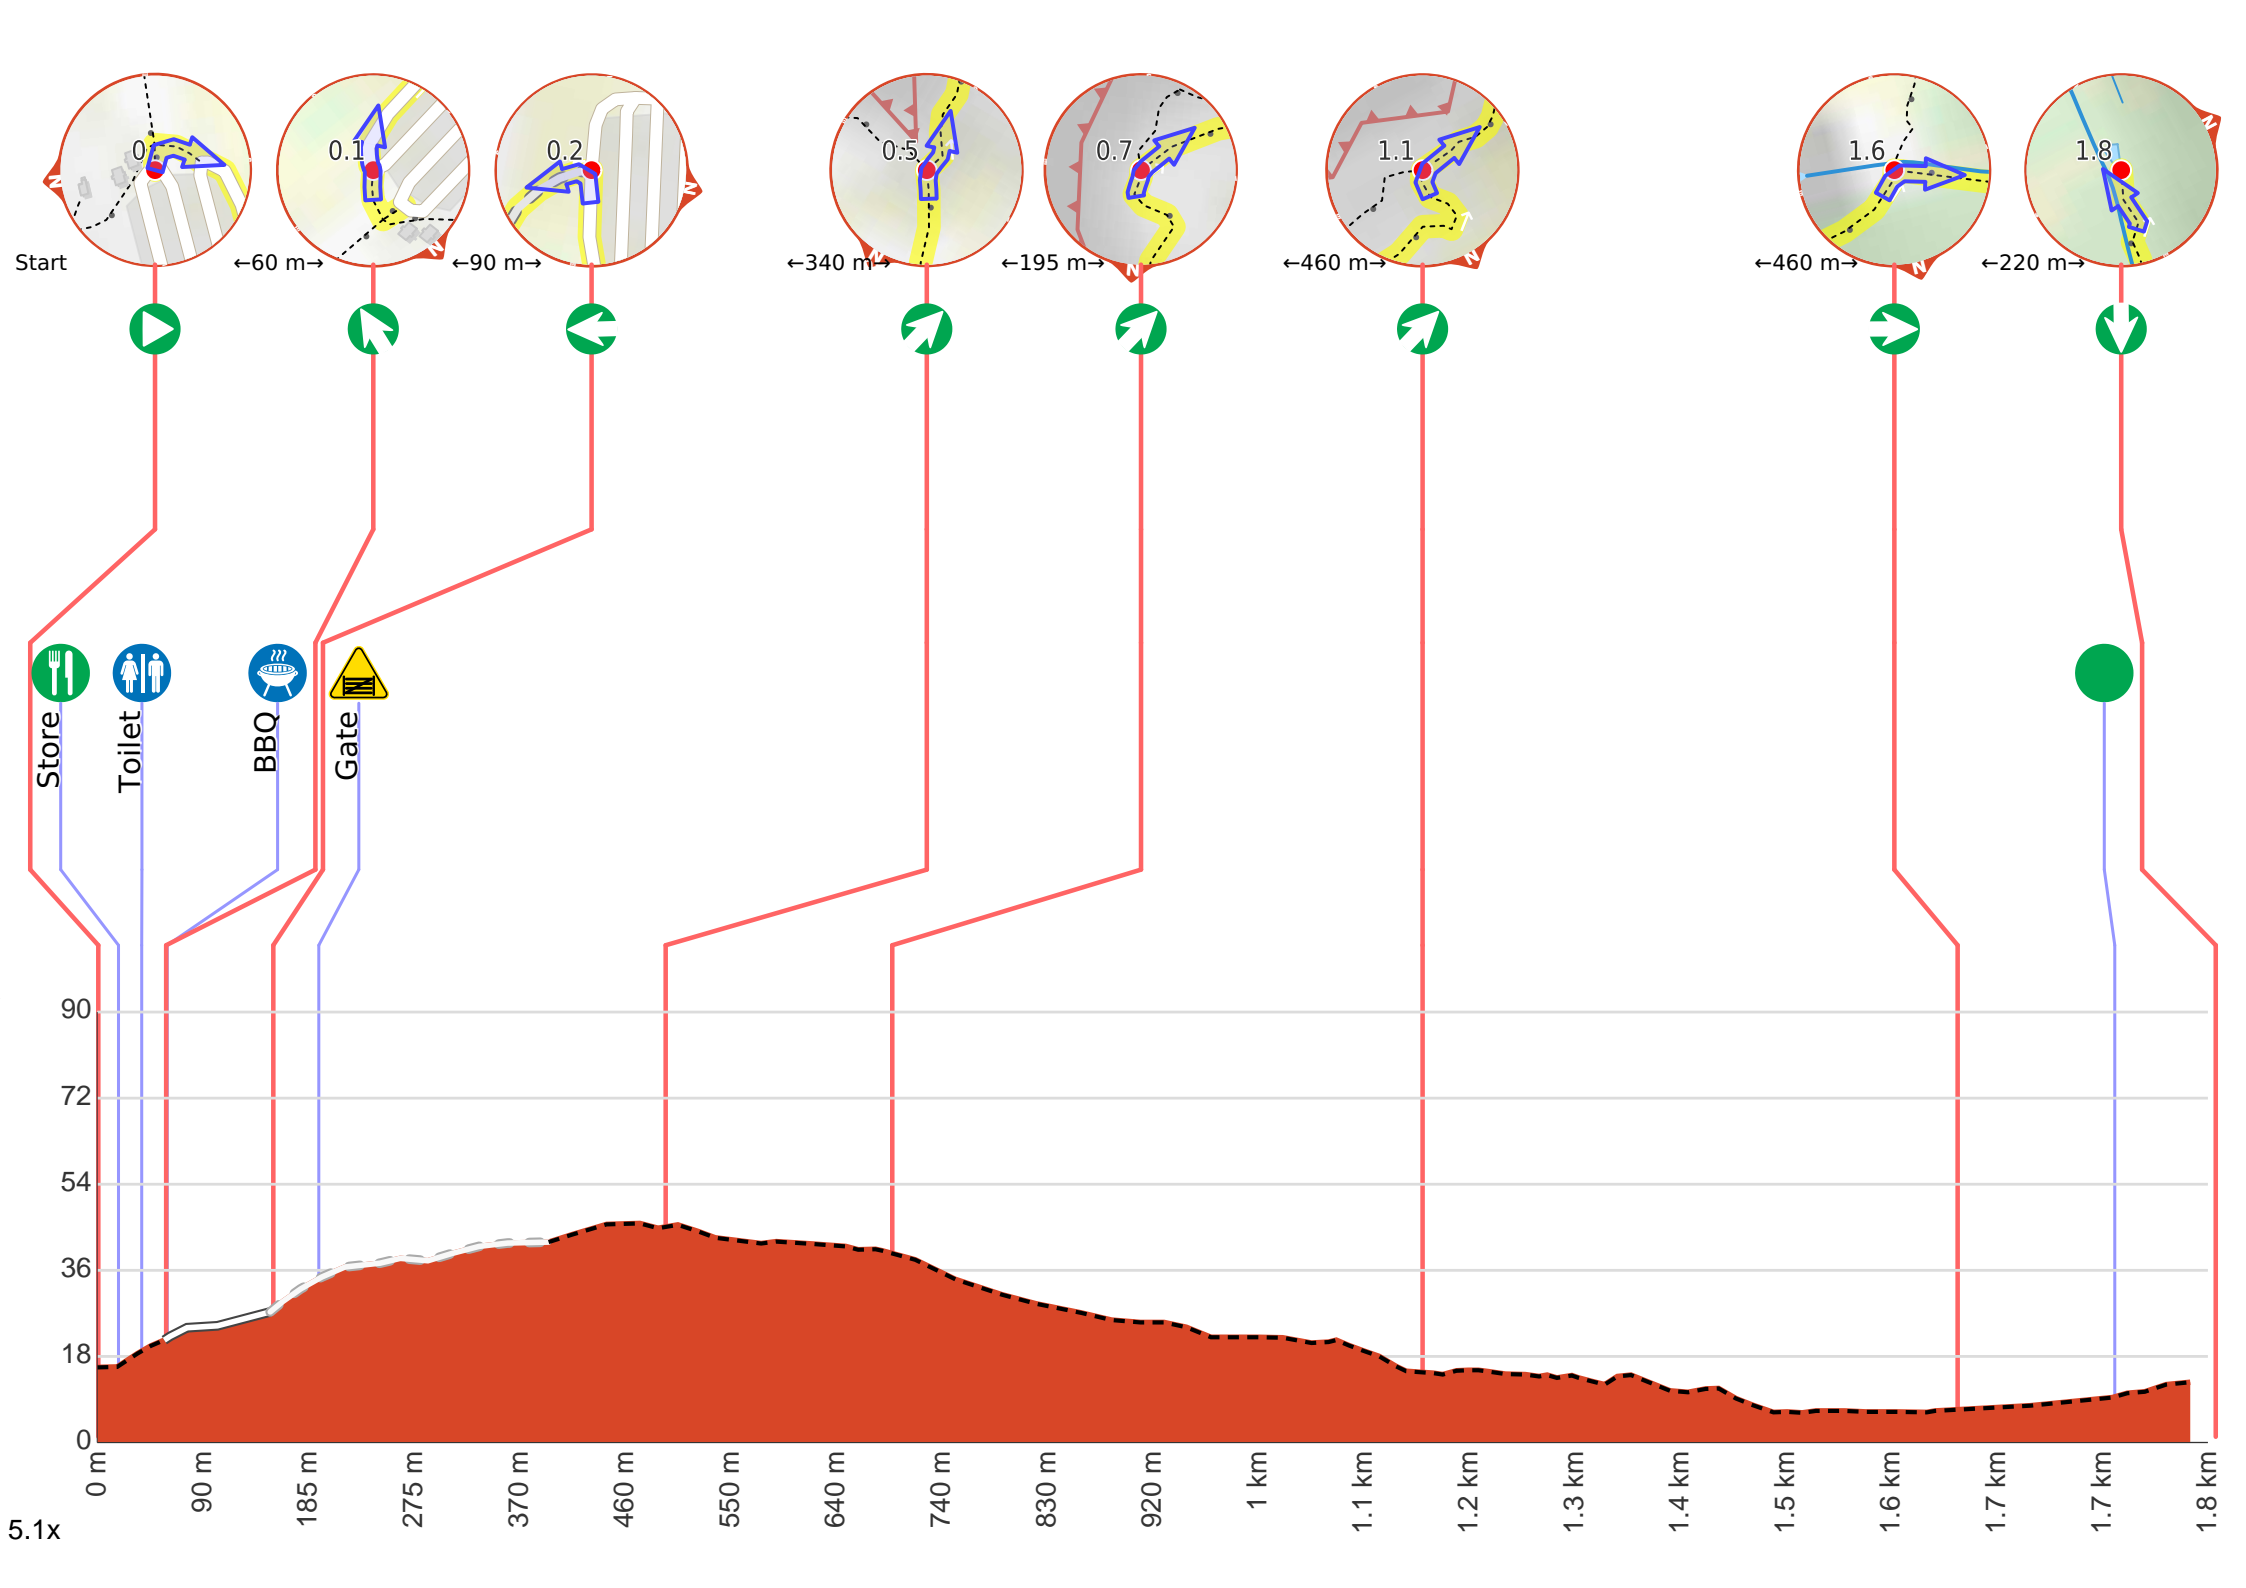 N
N
N
N
N
N
N
N
0
0.1
0.2
0.5
0.7
1.1
1.6
1.8
Start
←60 m→
←90 m→
←340 m→
←195 m→
←460 m→
←460 m→
←220 m→
Store
Toilet
BBQ
Gate
90
72
54
36
18
0
0 m
90 m
185 m
275 m
370 m
460 m
550 m
640 m
740 m
830 m
920 m
1 km
1.1 km
1.2 km
1.3 km
1.4 km
1.5 km
1.6 km
1.7 km
1.7 km
1.8 km
5.1x